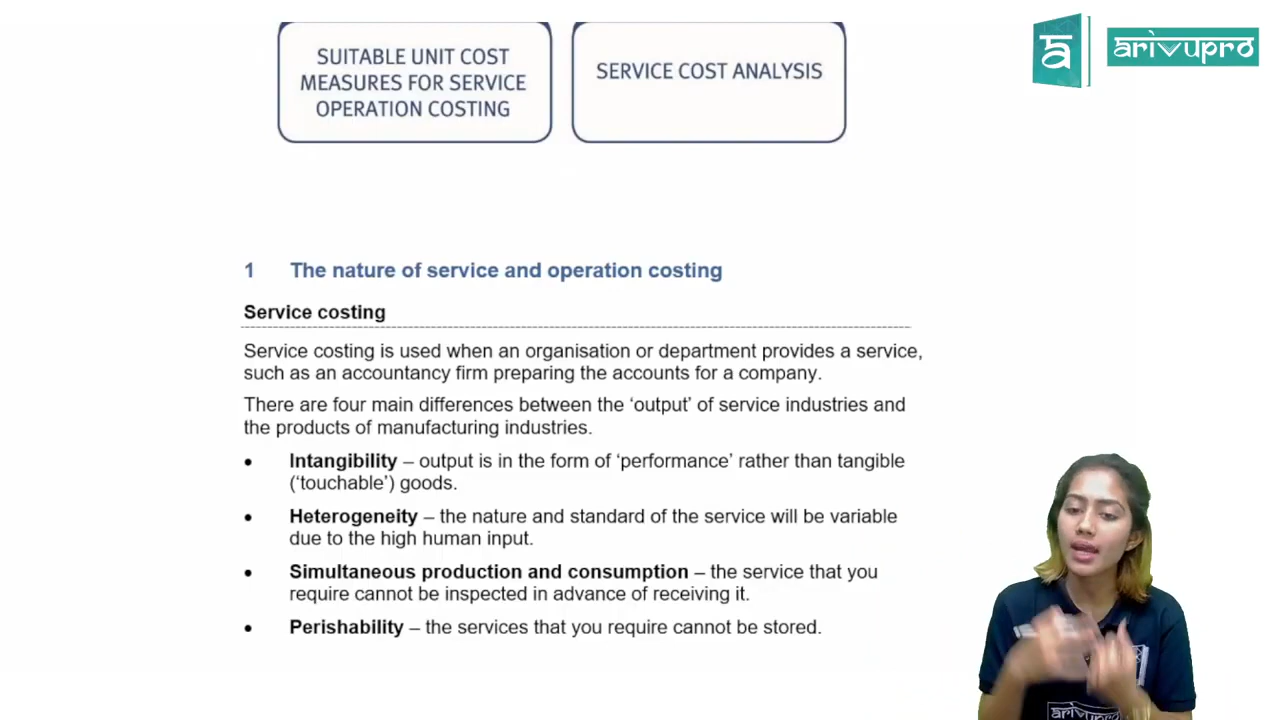 SUITABLE UNIT COST
MEASURES FOR SERVICE
OPERATION COSTING
SERVICE COST ANALYSIS
arivupro
1 The nature of service and operation costing
Service costing
Service costing is used when an organisation or department provides a service,
such as an accountancy firm preparing the accounts for a company.
There are four main differences between the ‘output’ of service industries and
the products of manufacturing industries.
• Intangibility – output is in the form of ‘performance’ rather than tangible
(‘touchable’) goods.
• Heterogeneity – the nature and standard of the service will be variable
due to the high human input.
• Simultaneous production and consumption – the service that you
require cannot be inspected in advance of receiving it.
• Perishability – the services that you require cannot be stored.
arivupro